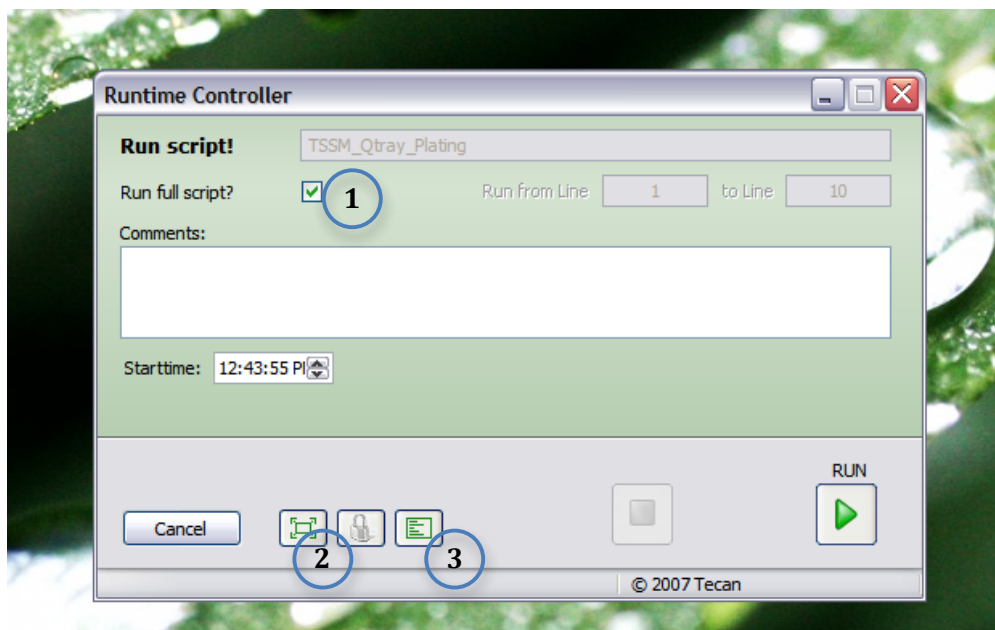 Runtime Controller
Run script! TSSM_Qtray_Plating
Run full script? 1 Run from Line 1 to Line 10
Comments:
Starttime: 12:43:55 P
RUN
Cancel
2 3
© 2007 Tecan